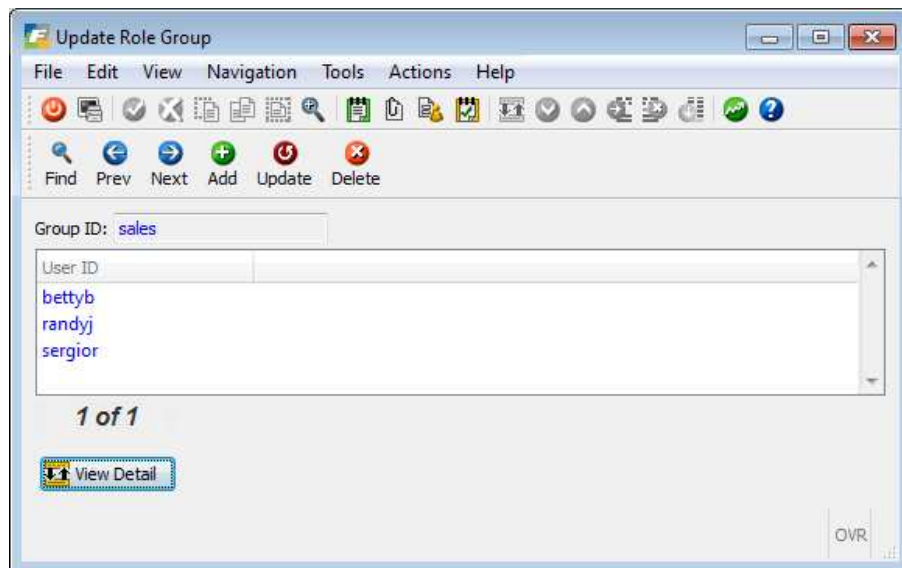 Update Role Group
File Edit View Navigation Tools Actions Help
Find Prev Next Add Update Delete
Group ID: sales
User ID
bettyb
randyj
sergior
1 of 1
View Detail
OVR